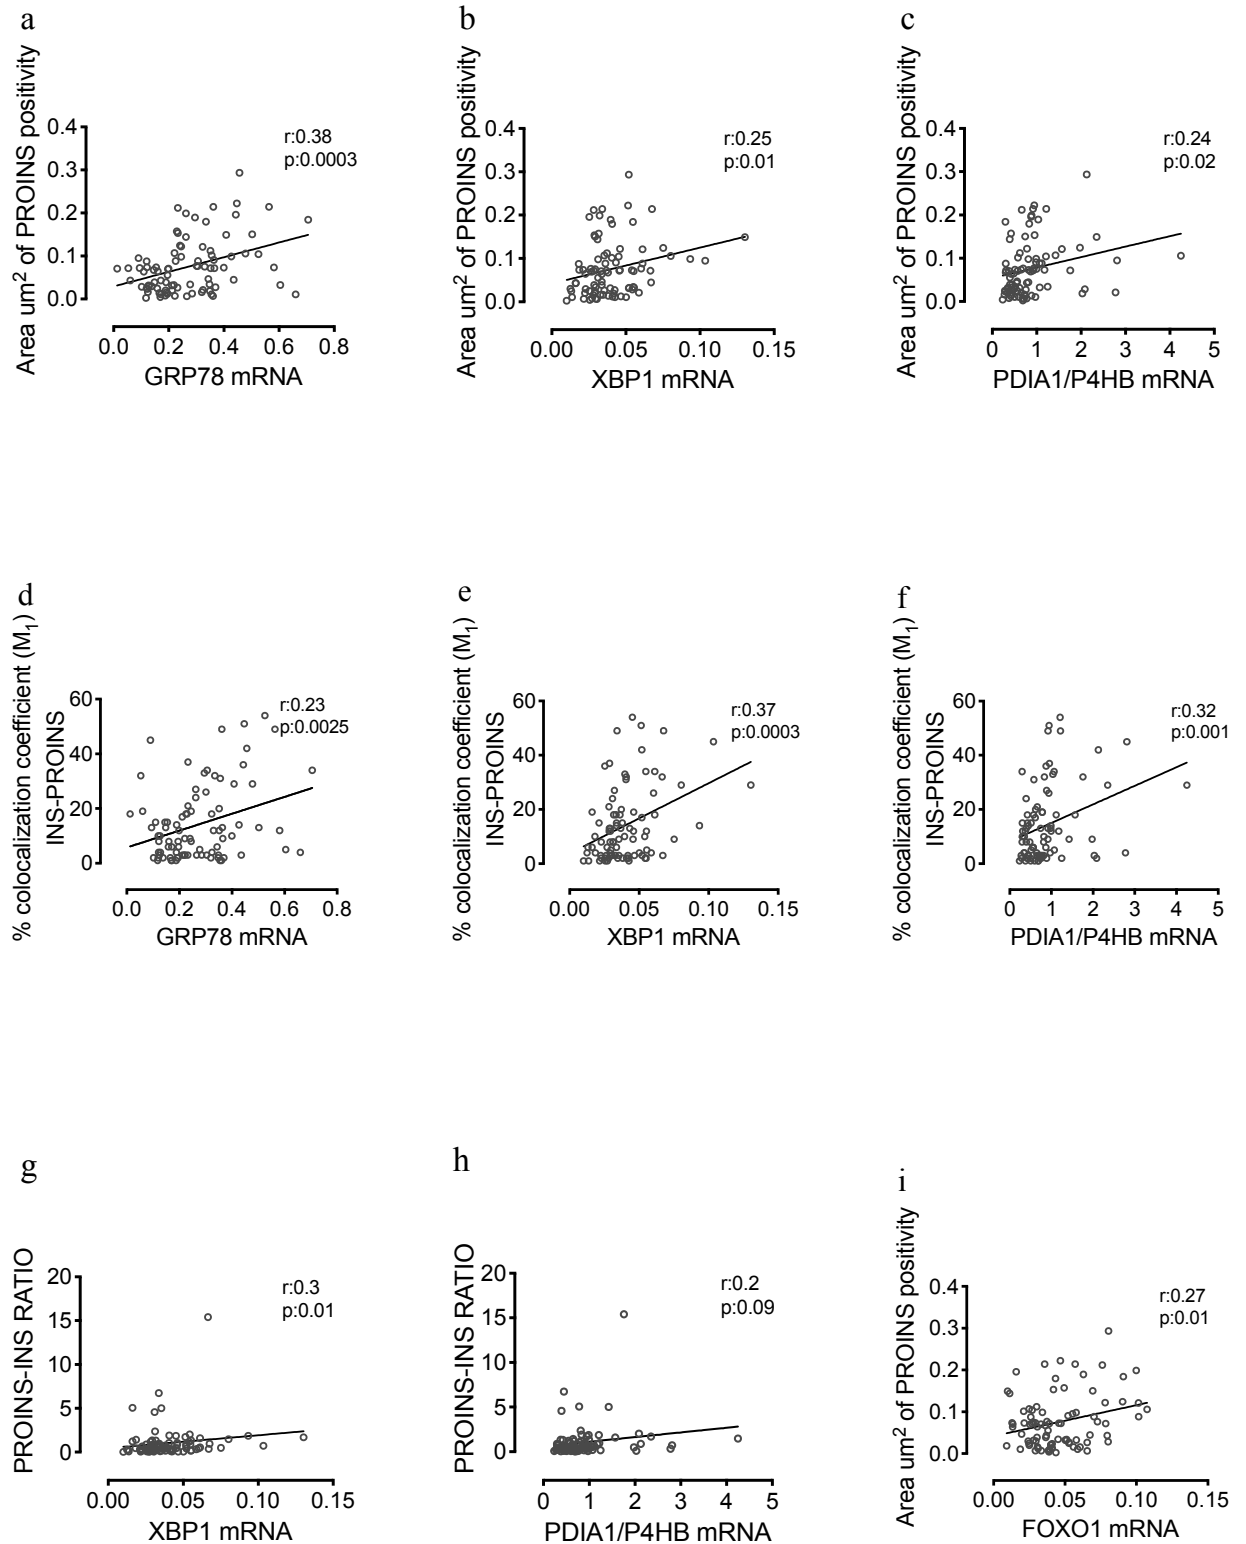 a
Area um² of PROINS positivity
0.4
0.3
0.2
0.1
0.0
r:0.38
p:0.0003
0.0 0.2 0.4 0.6 0.8
GRP78 mRNA
b
Area um² of PROINS positivity
0.4
0.3
0.2
0.1
0.0
r:0.25
p:0.01
0.00 0.05 0.10 0.15
XBP1 mRNA
c
Area um² of PROINS positivity
0.4
0.3
0.2
0.1
0.0
r:0.24
p:0.02
0 1 2 3 4 5
PDIA1/P4HB mRNA
d
% colocalization coefficient (M₁)
INS-PROINS
60
40
20
0
r:0.23
p:0.0025
0.0 0.2 0.4 0.6 0.8
GRP78 mRNA
e
% colocalization coefficient (M₁)
INS-PROINS
60
40
20
0
r:0.37
p:0.0003
0.00 0.05 0.10 0.15
XBP1 mRNA
f
% colocalization coefficient (M₁)
INS-PROINS
60
40
20
0
r:0.32
p:0.001
0 1 2 3 4 5
PDIA1/P4HB mRNA
g
PROINS-INS RATIO
20
15
10
5
0
r:0.3
p:0.01
0.00 0.05 0.10 0.15
XBP1 mRNA
h
PROINS-INS RATIO
20
15
10
5
0
r:0.2
p:0.09
0 1 2 3 4 5
PDIA1/P4HB mRNA
i
Area um² of PROINS positivity
0.4
0.3
0.2
0.1
0.0
r:0.27
p:0.01
0.00 0.05 0.10 0.15
FOXO1 mRNA